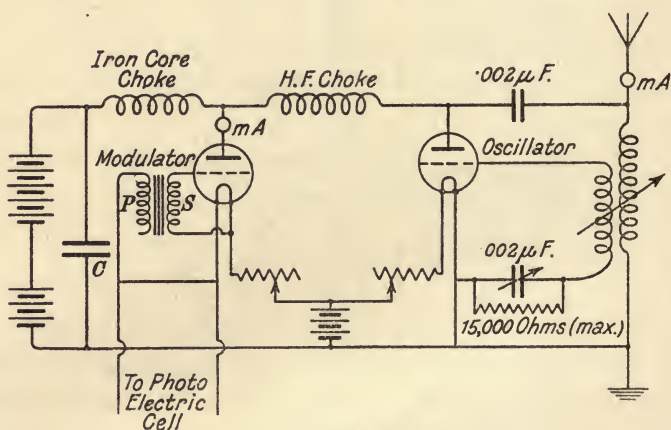 Iron Core
Choke
H.F. Choke
.002µF.
mA
mA
Modulator
Oscillator
P
S
C
.002µF.
15,000 Ohms (max.)
To Photo
Electric
Cell